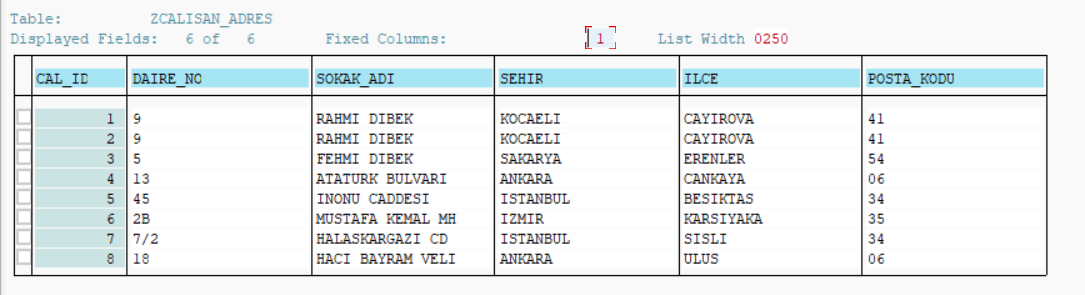 Table: ZCALISAN_ADRES
Displayed Fields: 6 of 6 Fixed Columns: 1 List Width 0250
CAL_ID DAIRE_NO SOKAK_ADI SEHIR ILCE POSTA_KODU
1 9 RAHMI DIBEK KOCAELI CAYIROVA 41
2 9 RAHMI DIBEK KOCAELI CAYIROVA 41
3 5 FEHMI DIBEK SAKARYA ERENLER 54
4 13 ATATURK BULVARI ANKARA CANKAYA 06
5 45 INONU CADDESI ISTANBUL BESIKTAS 34
6 2B MUSTAFA KEMAL MH IZMIR KARSIYAKA 35
7 7/2 HALASKARGAZI CD ISTANBUL SISLI 34
8 18 HACI BAYRAM VELI ANKARA ULUS 06